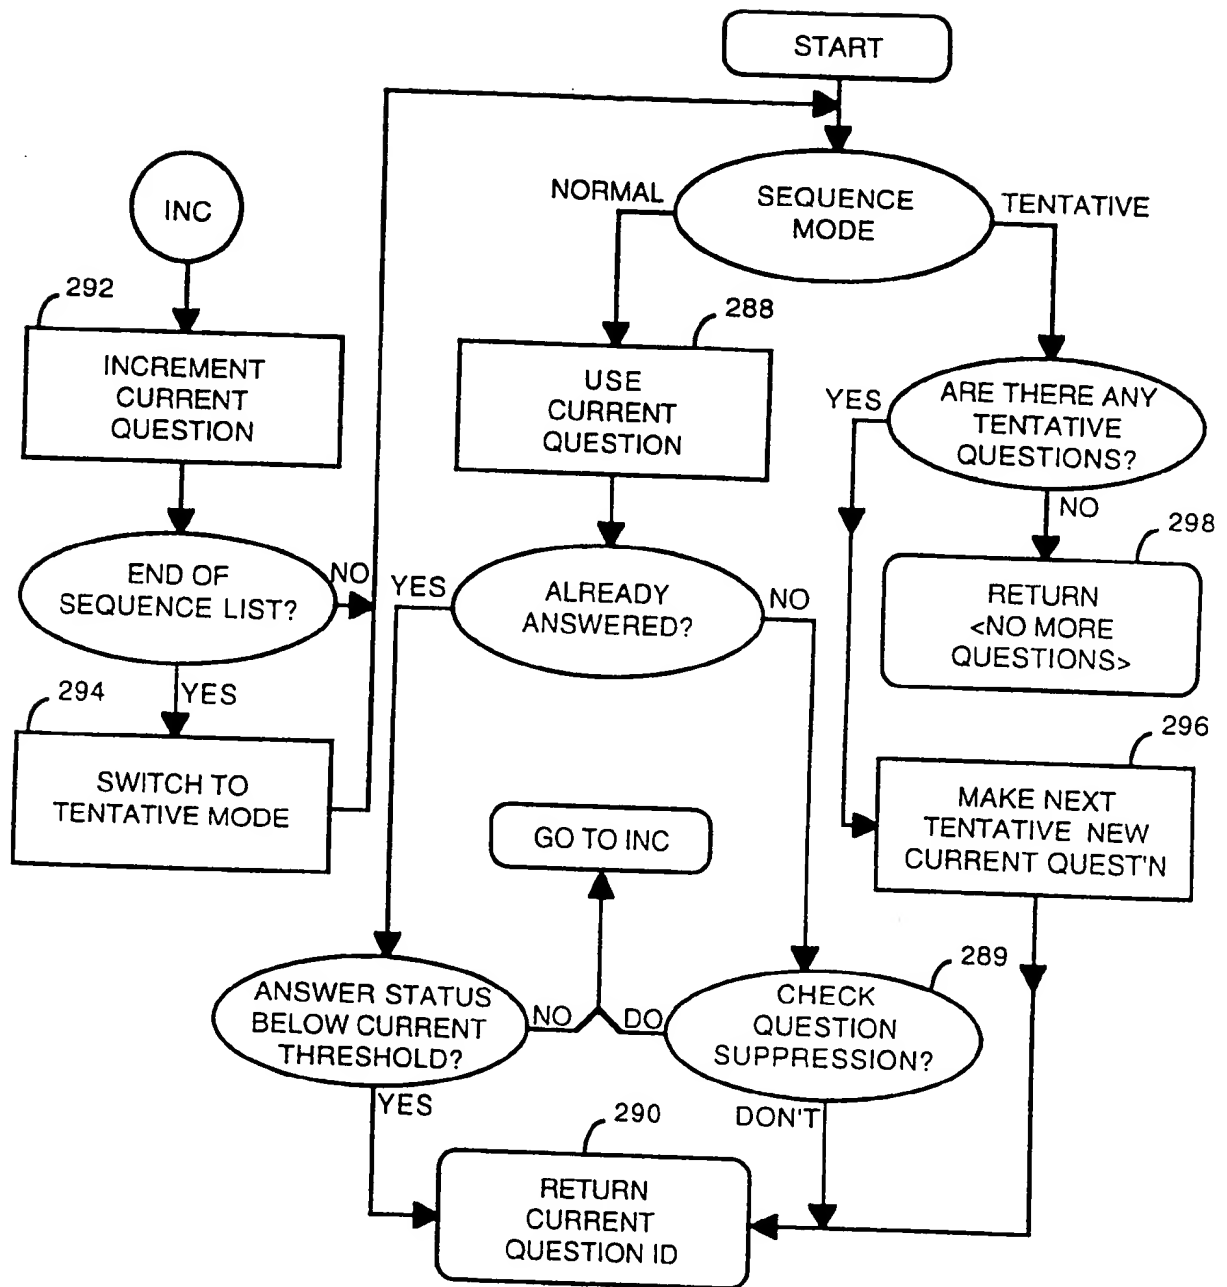 START
SEQUENCE
MODE
NORMAL
TENTATIVE
INC
292
INCREMENT
CURRENT
QUESTION
288
USE
CURRENT
QUESTION
ARE THERE ANY
TENTATIVE
QUESTIONS?
YES
NO
END OF
SEQUENCE LIST?
NO
YES
ALREADY
ANSWERED?
YES
NO
298
RETURN
<NO MORE
QUESTIONS>
294
SWITCH TO
TENTATIVE MODE
296
MAKE NEXT
TENTATIVE NEW
CURRENT QUEST'N
GO TO INC
ANSWER STATUS
BELOW CURRENT
THRESHOLD?
NO
YES
289
CHECK
QUESTION
SUPPRESSION?
DO
DON'T
290
RETURN
CURRENT
QUESTION ID